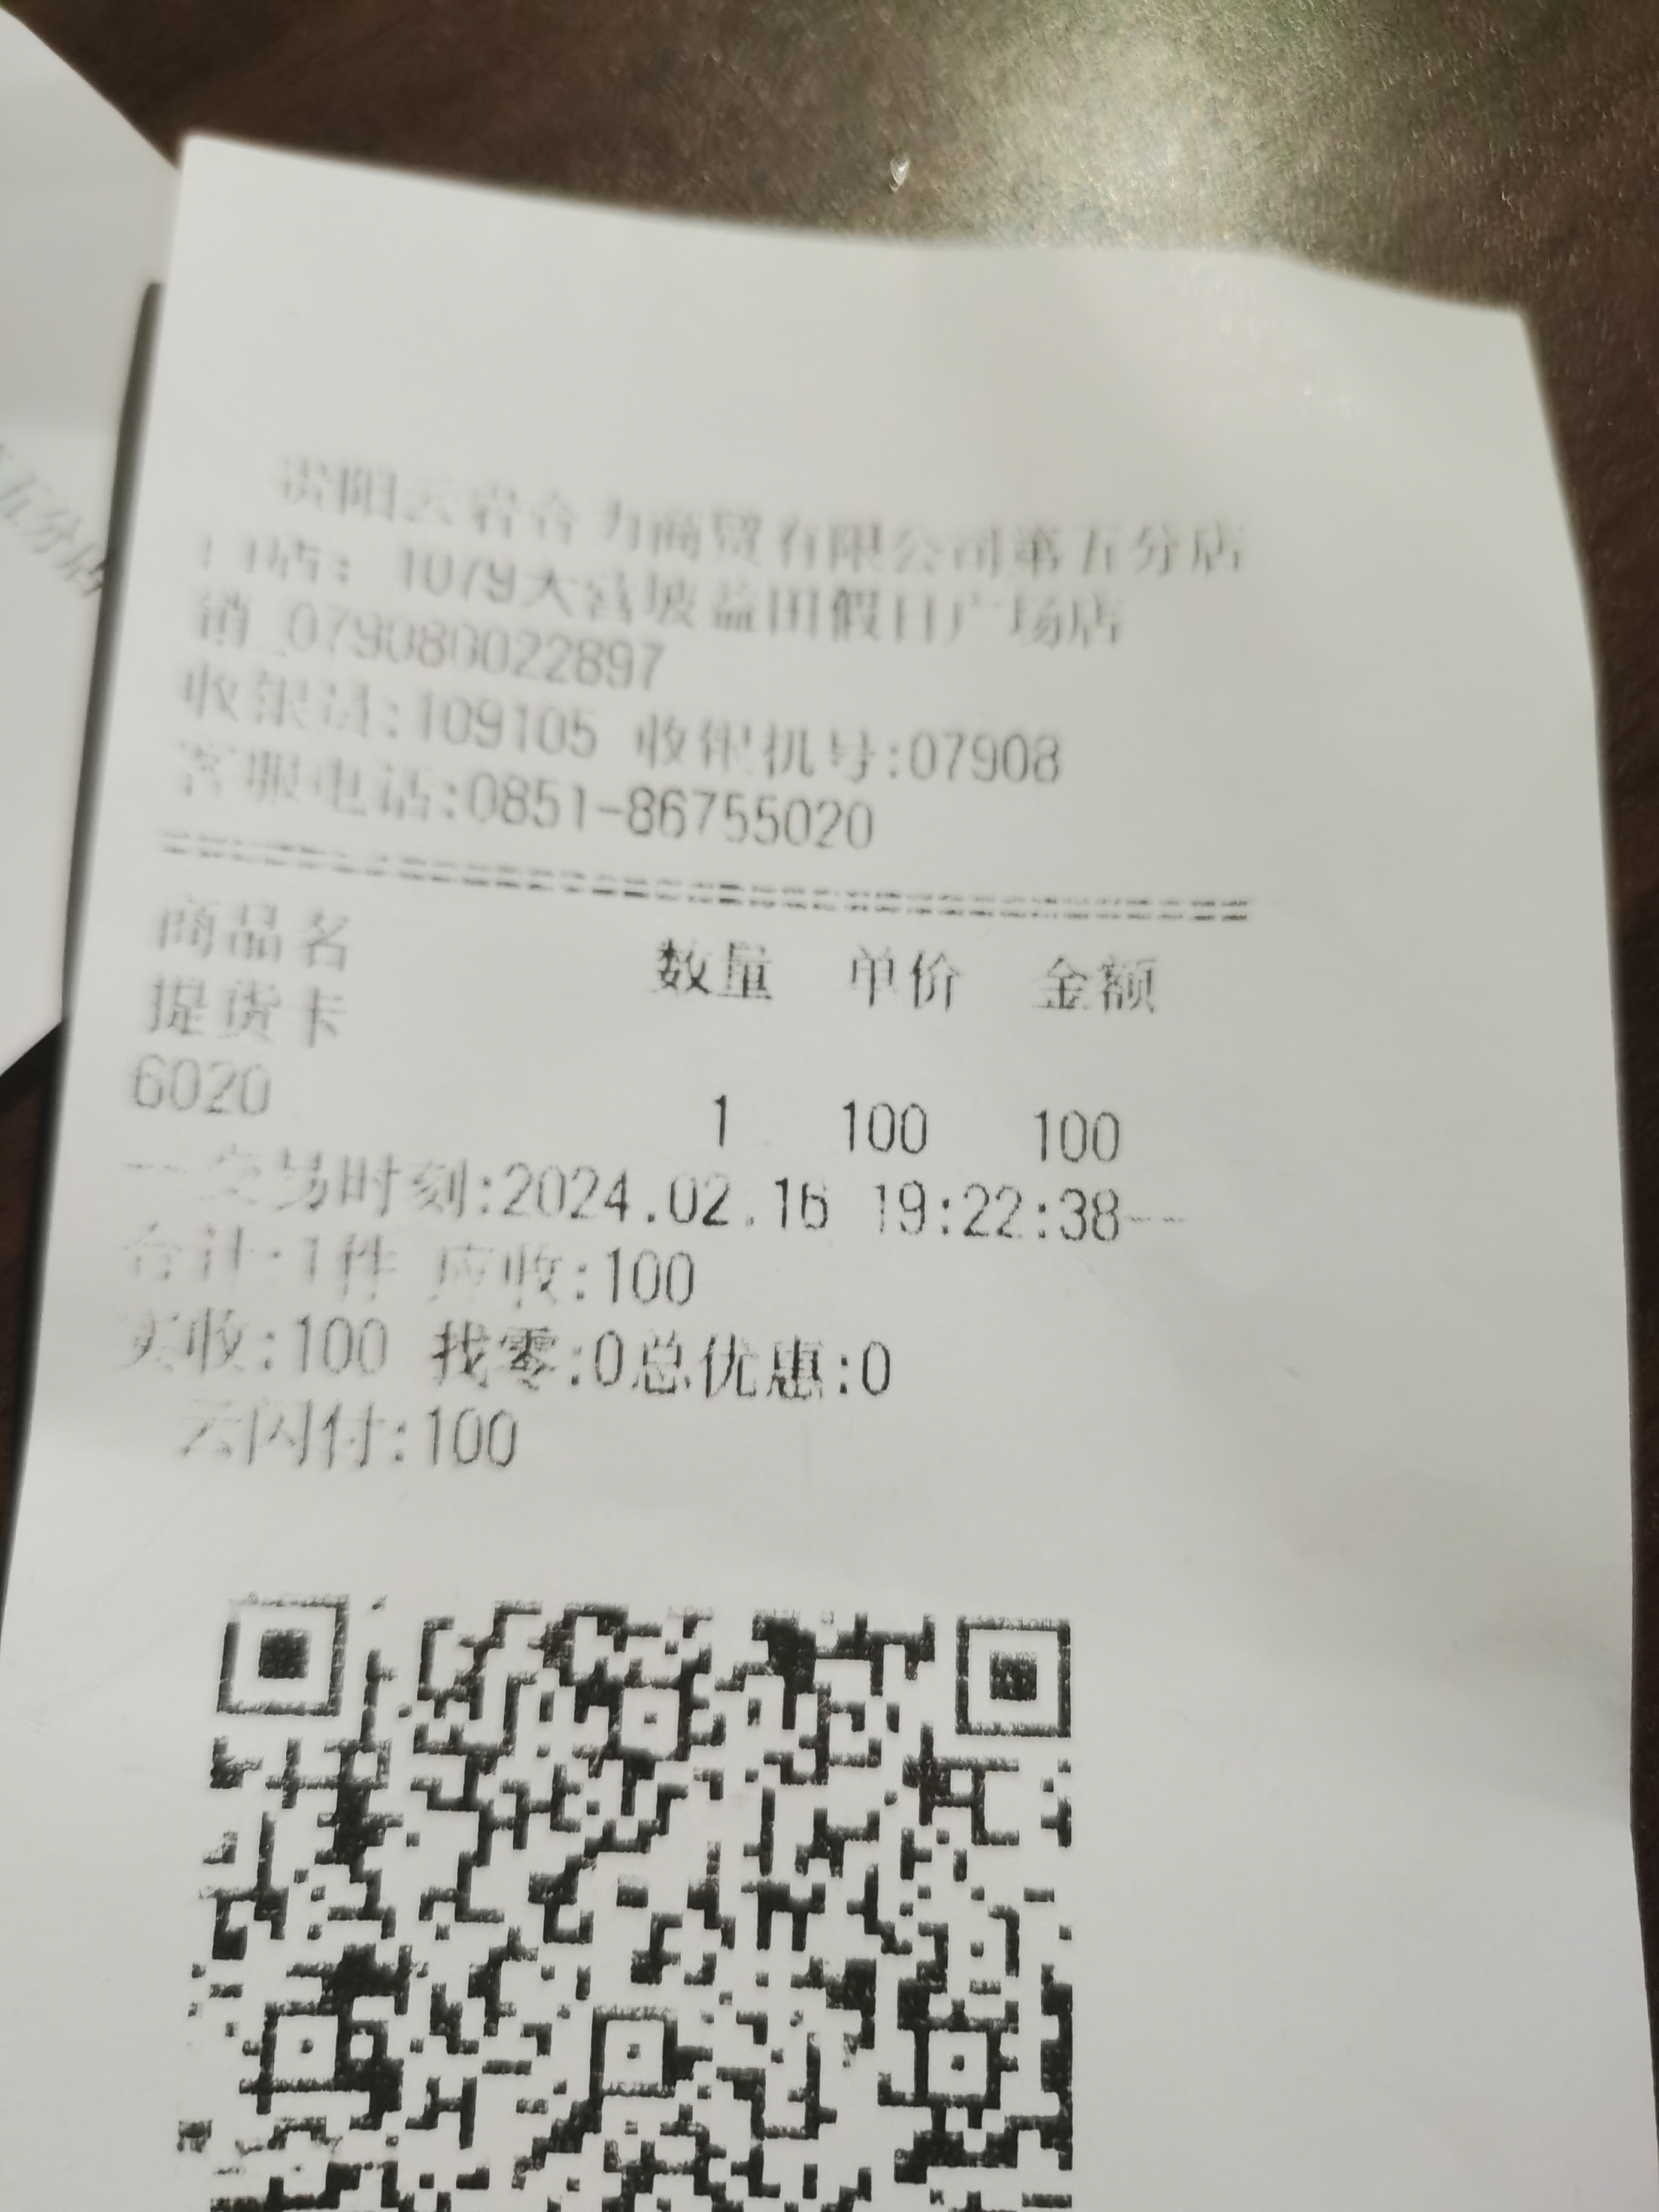 贵阳云岩合力商贸有限公司第五分店
门店: 1079大营坡益田假日广场店
销_079080022897
收银员:109105 收银机号:07908
客服电话:0851-86755020
商品名 数量 单价 金额
提货卡
6020 1 100 100
--交易时刻:2024.02.16 19:22:38--
合计:1件 应收:100
实收:100 找零:0总优惠:0
云闪付:100
五分店